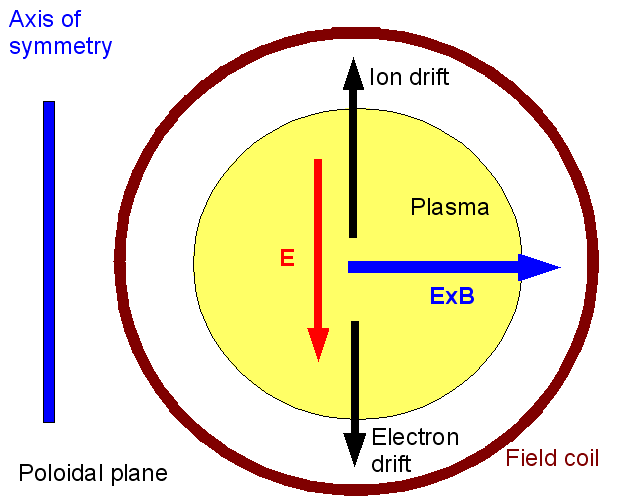 Axis of
symmetry
Ion drift
Plasma
E
ExB
Electron
drift
Field coil
Poloidal plane